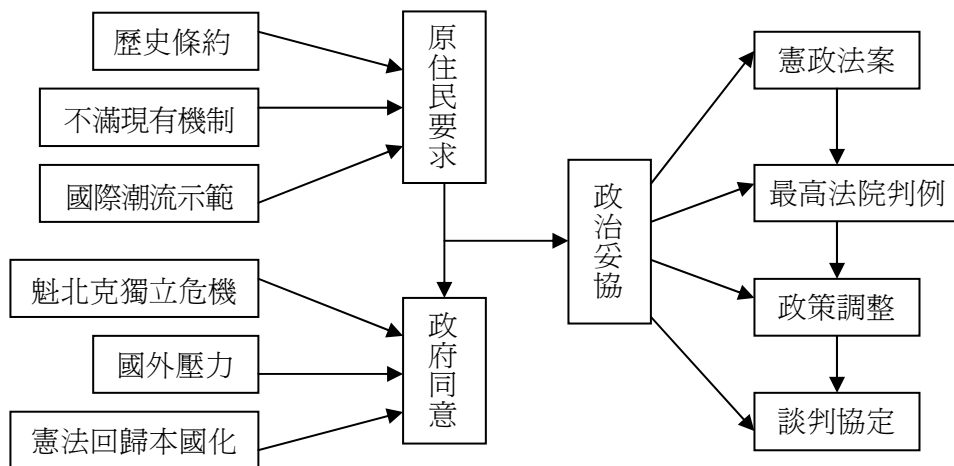 歷史條約
不滿現有機制
國際潮流示範
原住民要求
魁北克獨立危機
國外壓力
憲法回歸本國化
政府同意
政治妥協
憲政法案
最高法院判例
政策調整
談判協定